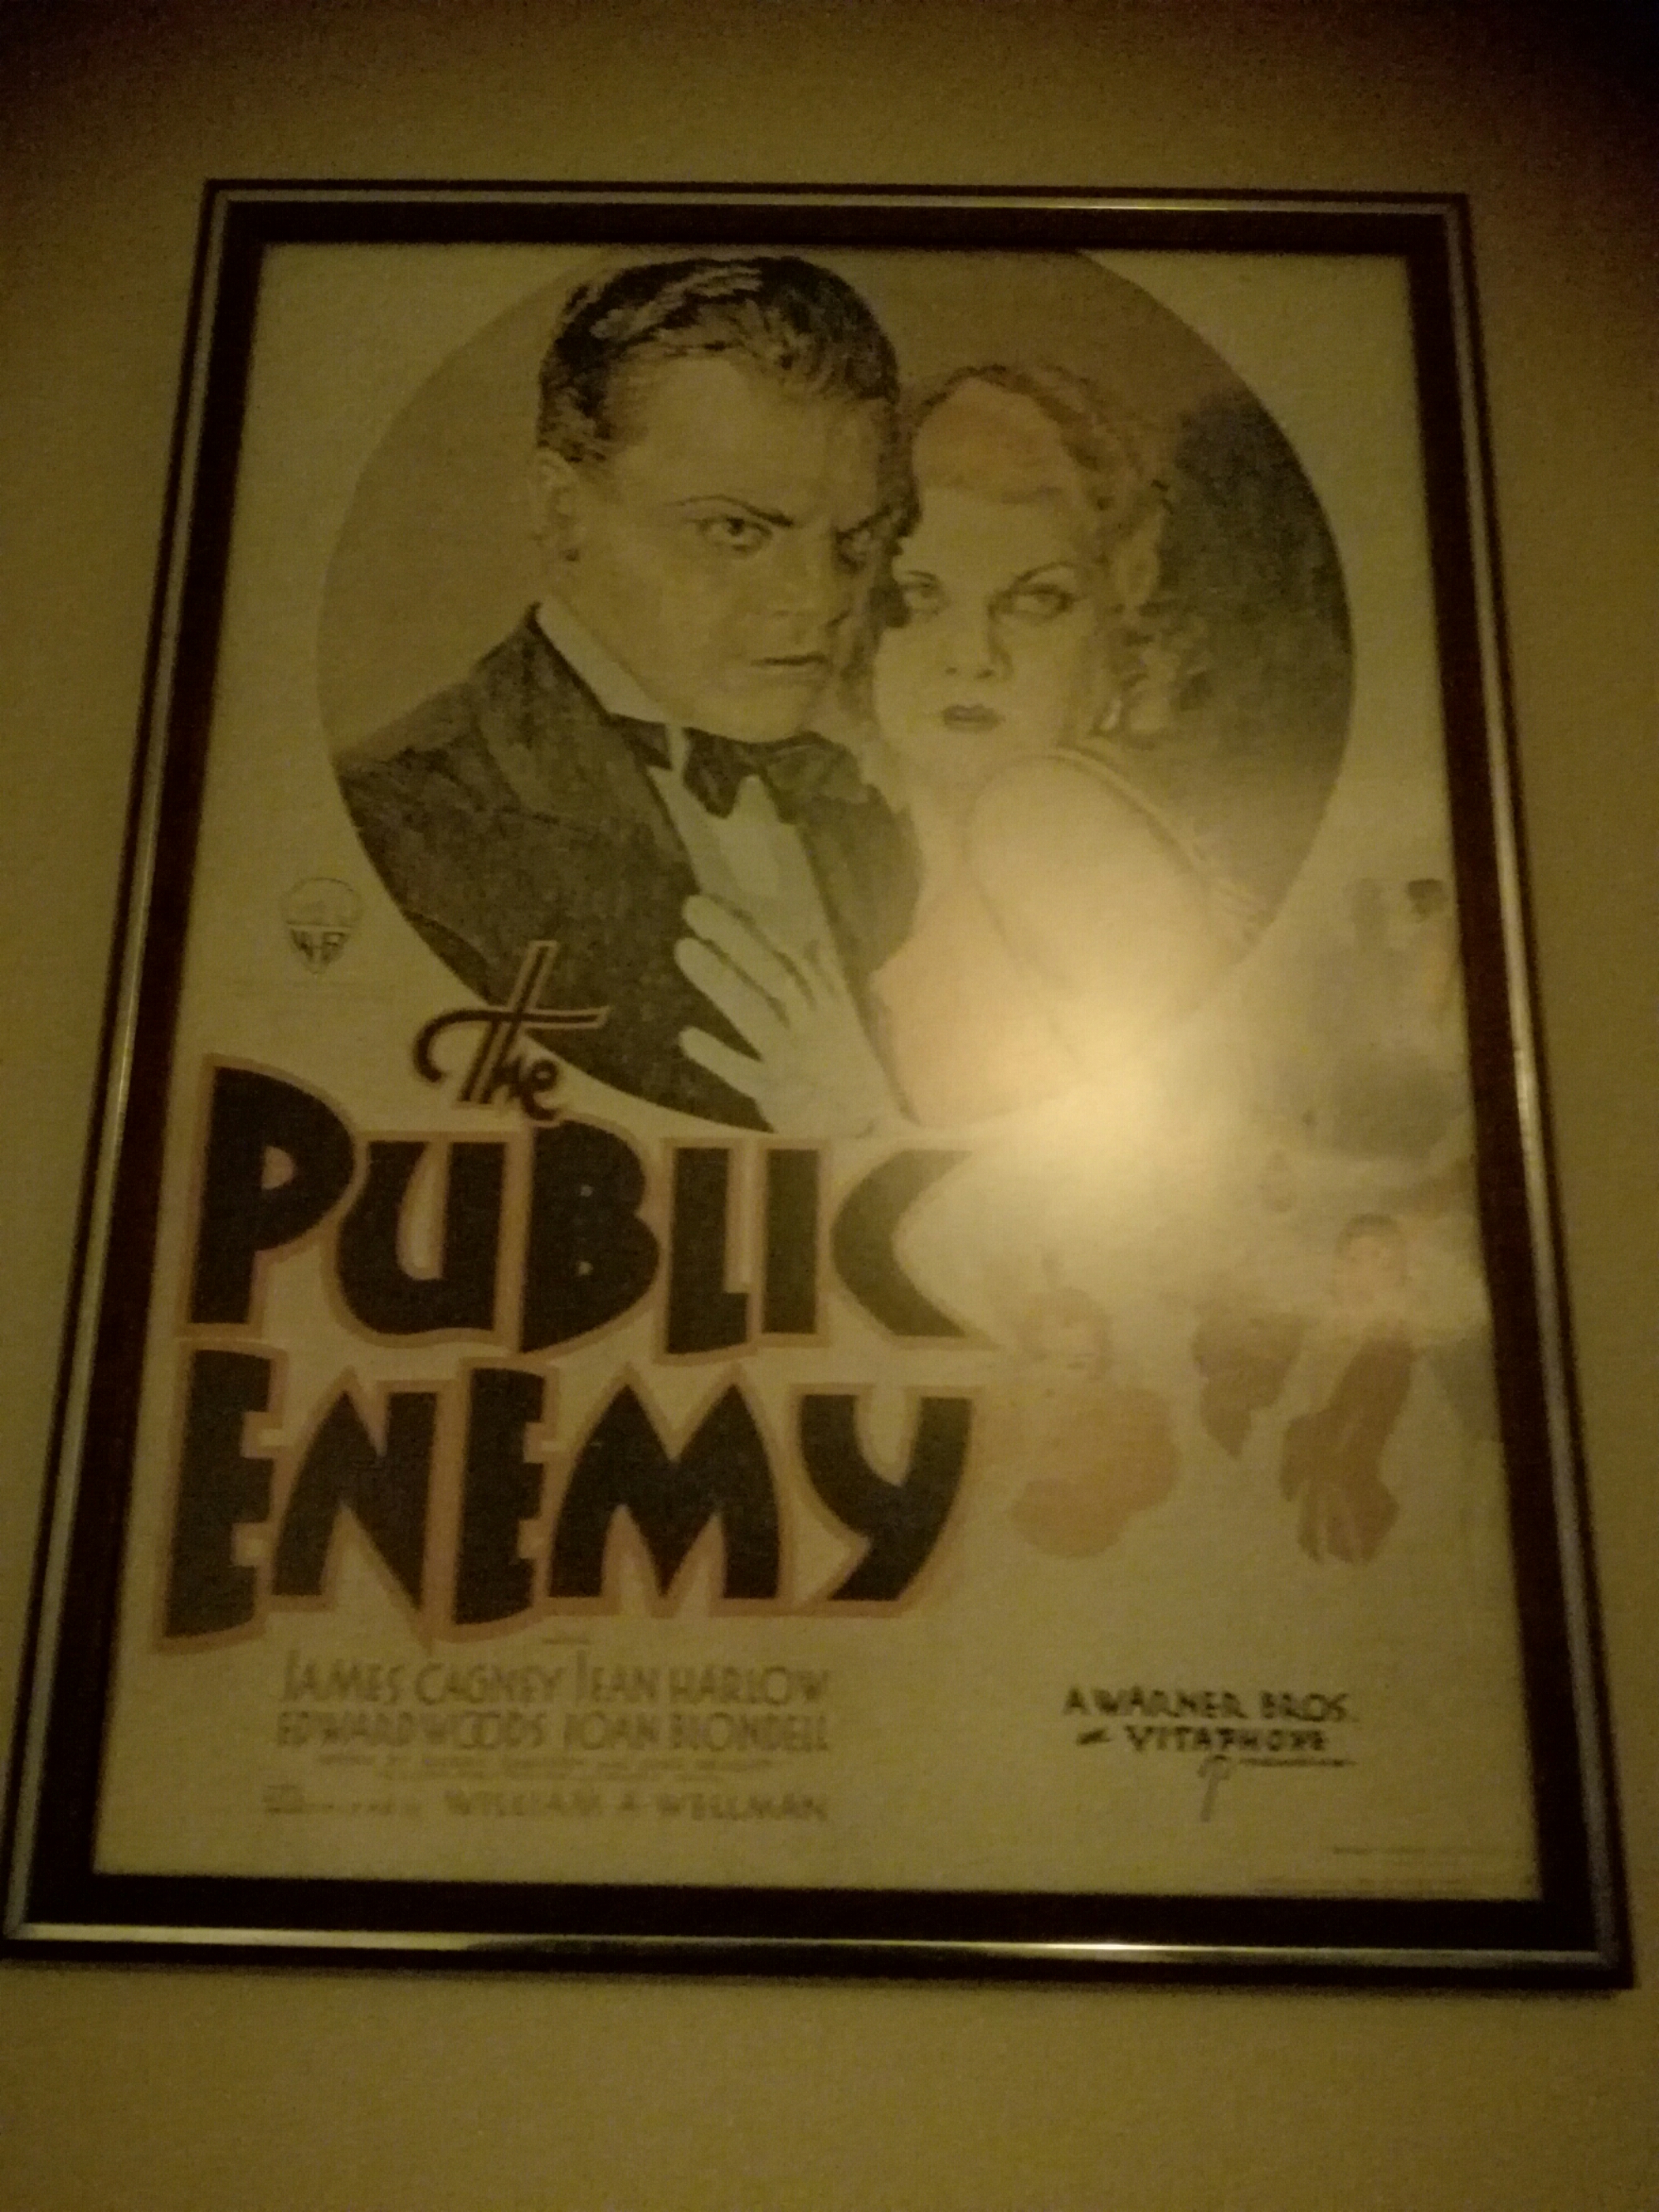 the
PUBLIC
ENEMY
JAMES CAGNEY JEAN HARLOW
EDWARD WOODS JOAN BLONDELL
WILLIAM A WELLMAN
A WARNER BROS.
VITAPHONE